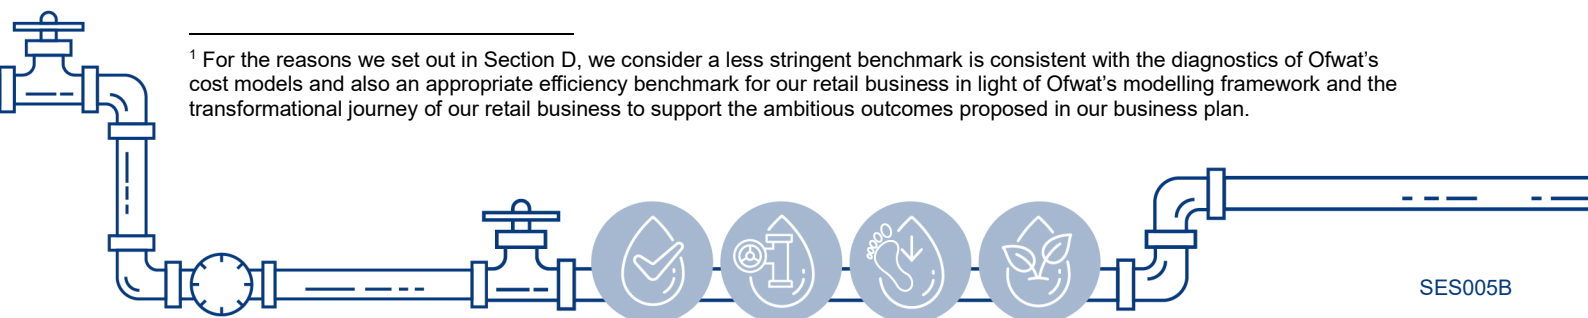 1 For the reasons we set out in Section D, we consider a less stringent benchmark is consistent with the diagnostics of Ofwat's
cost models and also an appropriate efficiency benchmark for our retail business in light of Ofwat's modelling framework and the
transformational journey of our retail business to support the ambitious outcomes proposed in our business plan.
SES005B